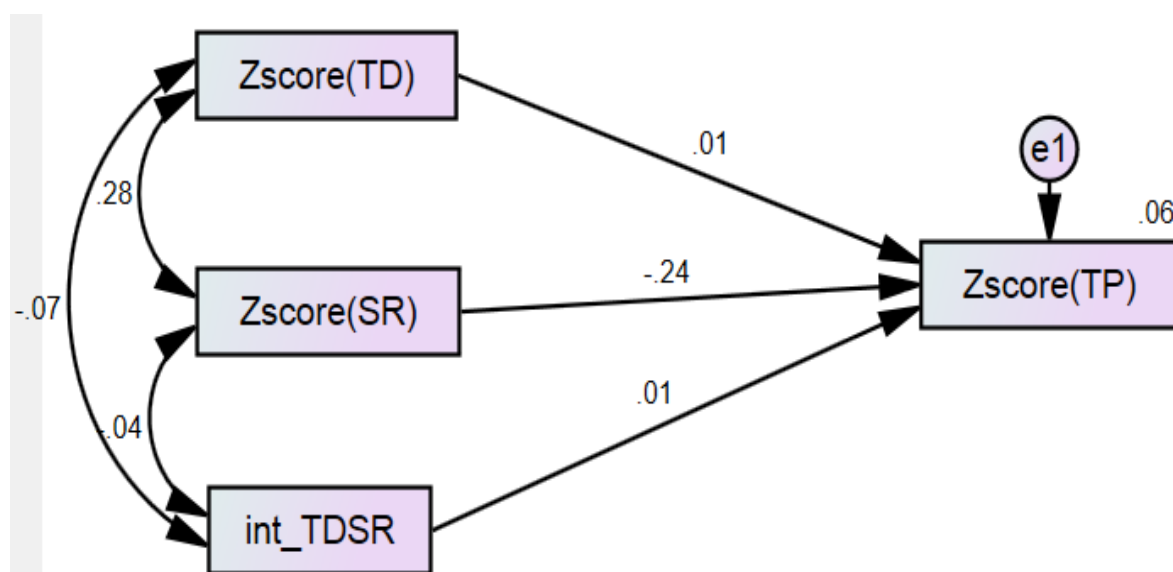 Zscore(TD)
.01
e1
.28
.06
Zscore(SR)
-.24
Zscore(TP)
-.07
.01
-.04
int_TDSR